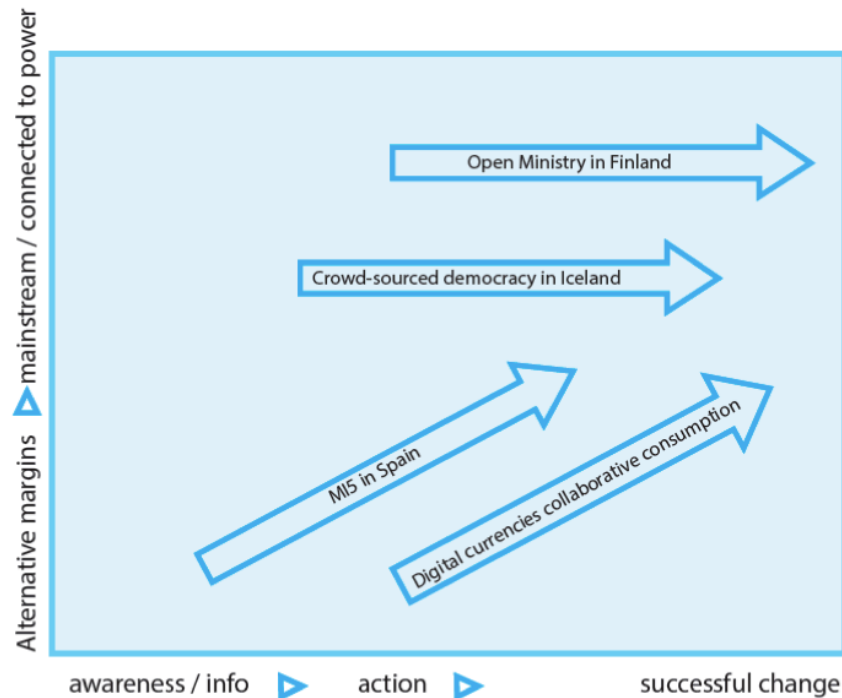 Alternative margins mainstream / connected to power
Open Ministry in Finland
Crowd-sourced democracy in Iceland
MI5 in Spain
Digital currencies collaborative consumption
awareness / info action successful change